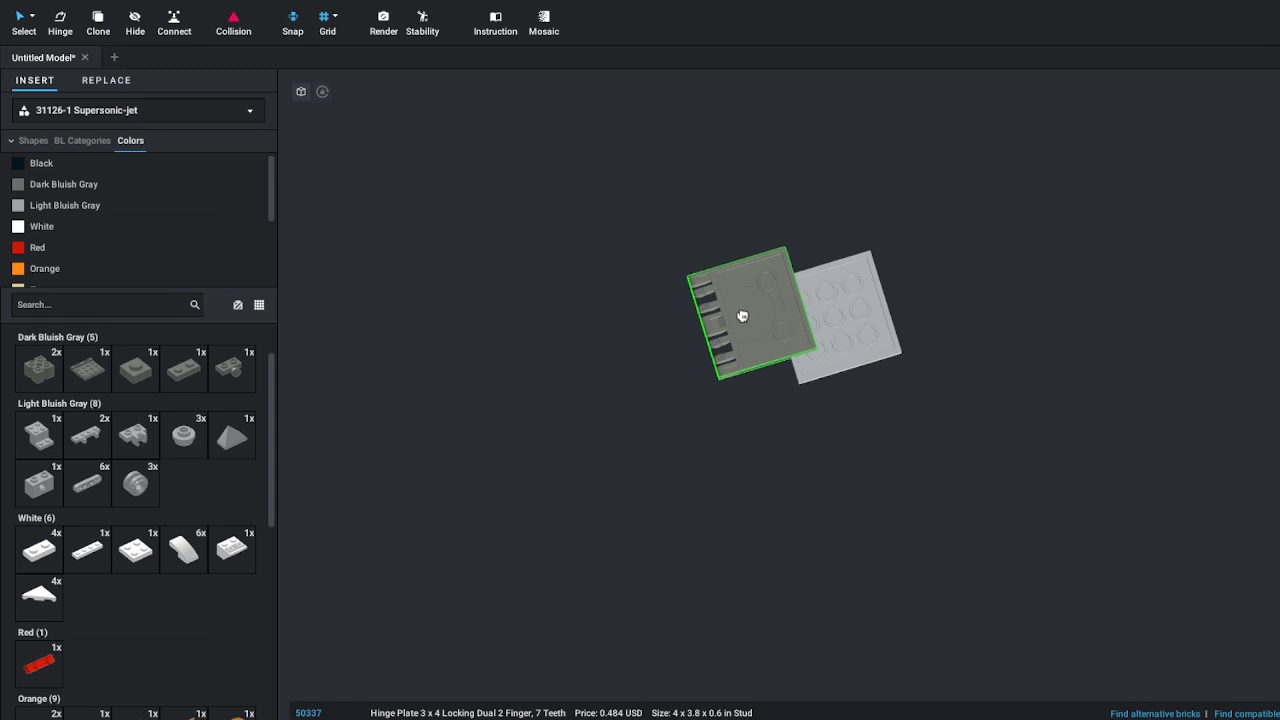 Select Hinge Clone Hide Connect Collision Snap Grid Render Stability Instruction Mosaic
Untitled Model*
INSERT REPLACE
31126-1 Supersonic-jet
Shapes BL Categories Colors
Black
Dark Bluish Gray
Light Bluish Gray
White
Red
Orange
Search...
Dark Bluish Gray (5)
2x 1x 1x 1x 1x
Light Bluish Gray (8)
1x 2x 1x 3x 1x
1x 6x 3x
White (6)
4x 1x 1x 6x 1x
4x
Red (1)
1x
Orange (9)
2x 1x 1x 1x 1x
50337 Hinge Plate 3 x 4 Locking Dual 2 Finger, 7 Teeth Price: 0.484 USD Size: 4 x 3.8 x 0.6 in Stud Find alternative bricks | Find compatible